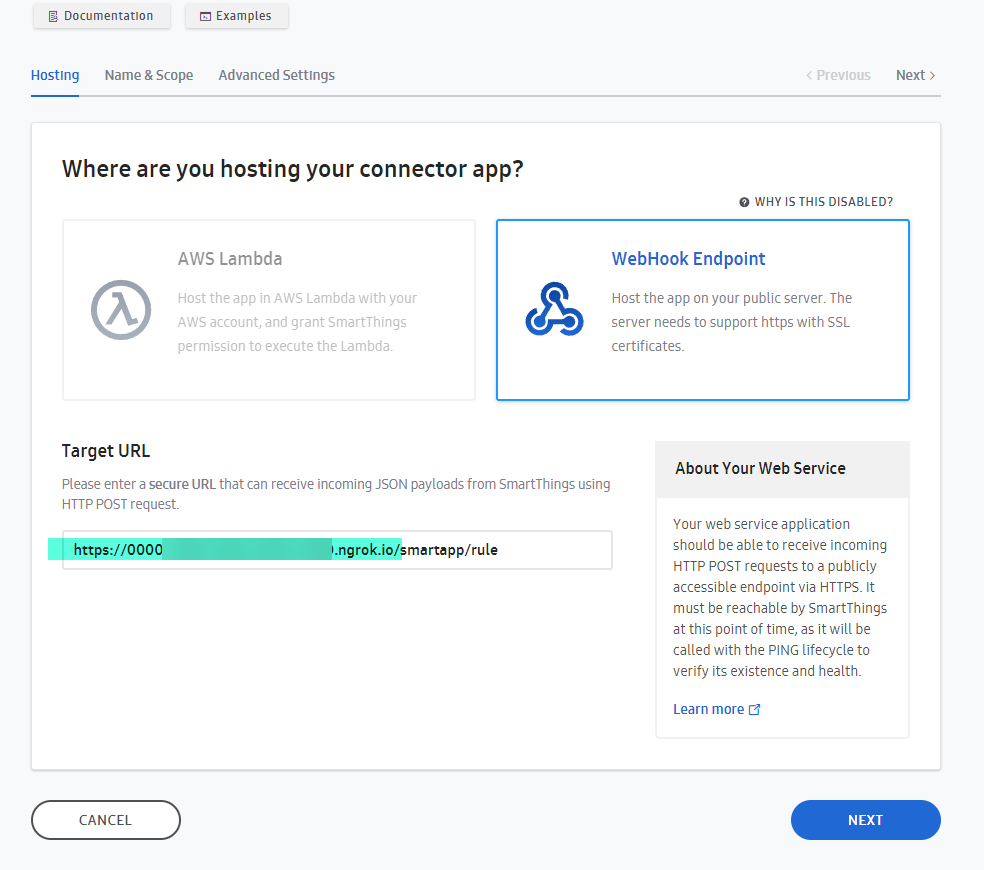 Documentation
Examples
Hosting
Name & Scope
Advanced Settings
< Previous
Next >
Where are you hosting your connector app?
WHY IS THIS DISABLED?
AWS Lambda
Host the app in AWS Lambda with your
AWS account, and grant SmartThings
permission to execute the Lambda.
WebHook Endpoint
Host the app on your public server. The
server needs to support https with SSL
certificates.
Target URL
Please enter a secure URL that can receive incoming JSON payloads from SmartThings using
HTTP POST request.
https://0000 .ngrok.io/smartapp/rule
About Your Web Service
Your web service application
should be able to receive incoming
HTTP POST requests to a publicly
accessible endpoint via HTTPS. It
must be reachable by SmartThings
at this point of time, as it will be
called with the PING lifecycle to
verify its existence and health.
Learn more
CANCEL
NEXT